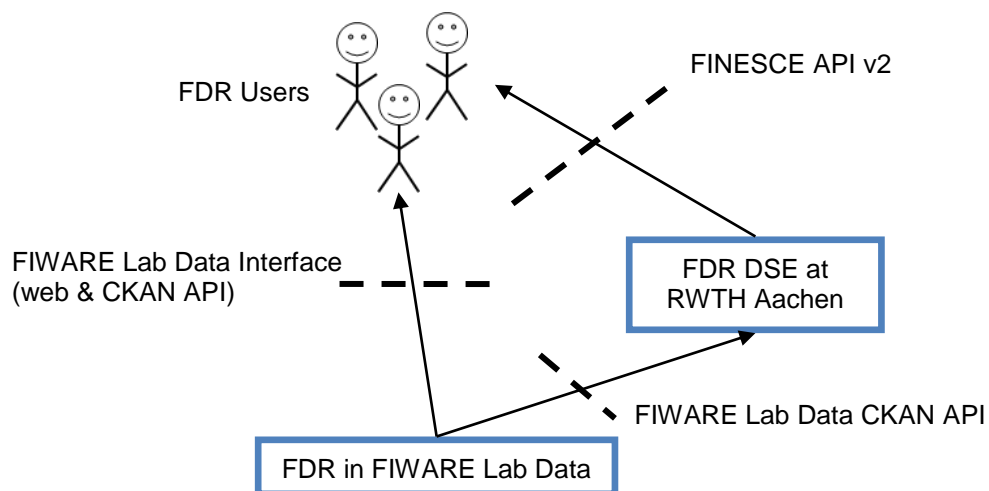 FINESCE API v2
FDR Users
FIWARE Lab Data Interface
(web & CKAN API)
FDR DSE at
RWTH Aachen
FIWARE Lab Data CKAN API
FDR in FIWARE Lab Data